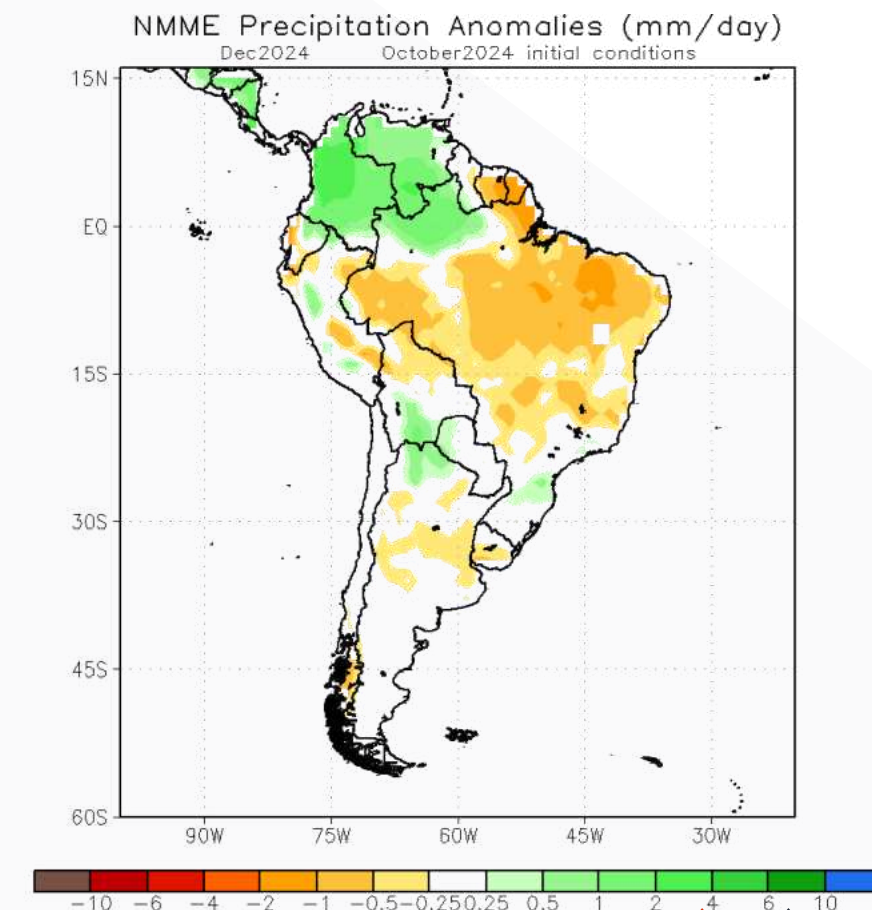 NMME Precipitation Anomalies (mm/day)
Dec2024 October2024 initial conditions
15N
EQ
15S
30S
45S
60S
90W 75W 60W 45W 30W
-10 -6 -4 -2 -1 -0.5 -0.25 0.25 0.5 1 2 4 6 10